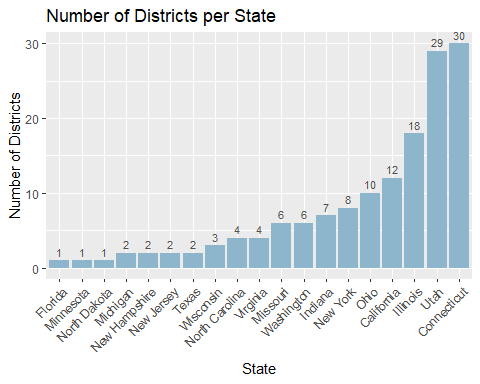 Number of Districts per State
Number of Districts
30
20
10
0
1
1
1
2
2
2
2
3
4
4
6
6
7
8
10
12
18
29
30
Florida
Minnesota
North Dakota
Michigan
New Hampshire
New Jersey
Texas
Wisconsin
North Carolina
Virginia
Missouri
Washington
Indiana
New York
Ohio
California
Illinois
Utah
Connecticut
State